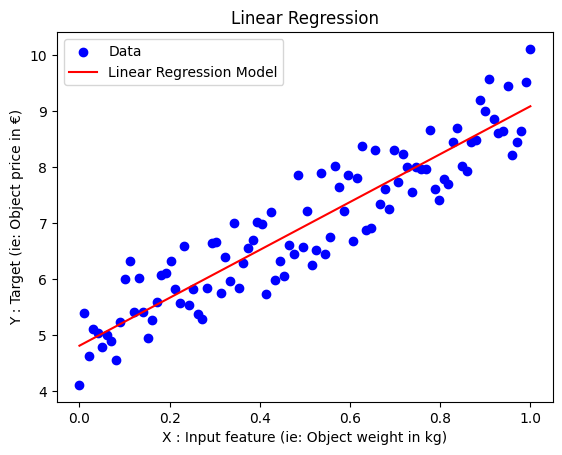 Linear Regression
Data
Linear Regression Model
10
9
8
7
6
5
4
Y : Target (ie: Object price in €)
0.0 0.2 0.4 0.6 0.8 1.0
X : Input feature (ie: Object weight in kg)